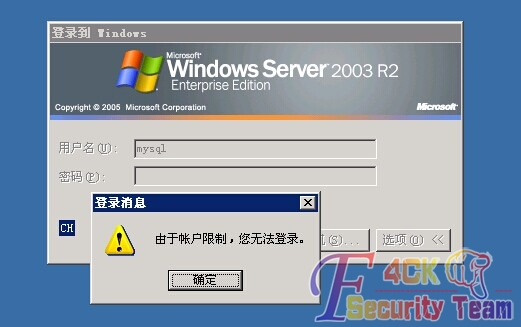 登录到 Windows
Microsoft
Windows Server 2003 R2
Enterprise Edition
Copyright © 2005 Microsoft Corporation
Microsoft
用户名(U):
mysql
密码(P):
登录消息
CH
由于帐户限制，您无法登录。
(S)...
选项(O) <<
确定
F4CK
Security Team